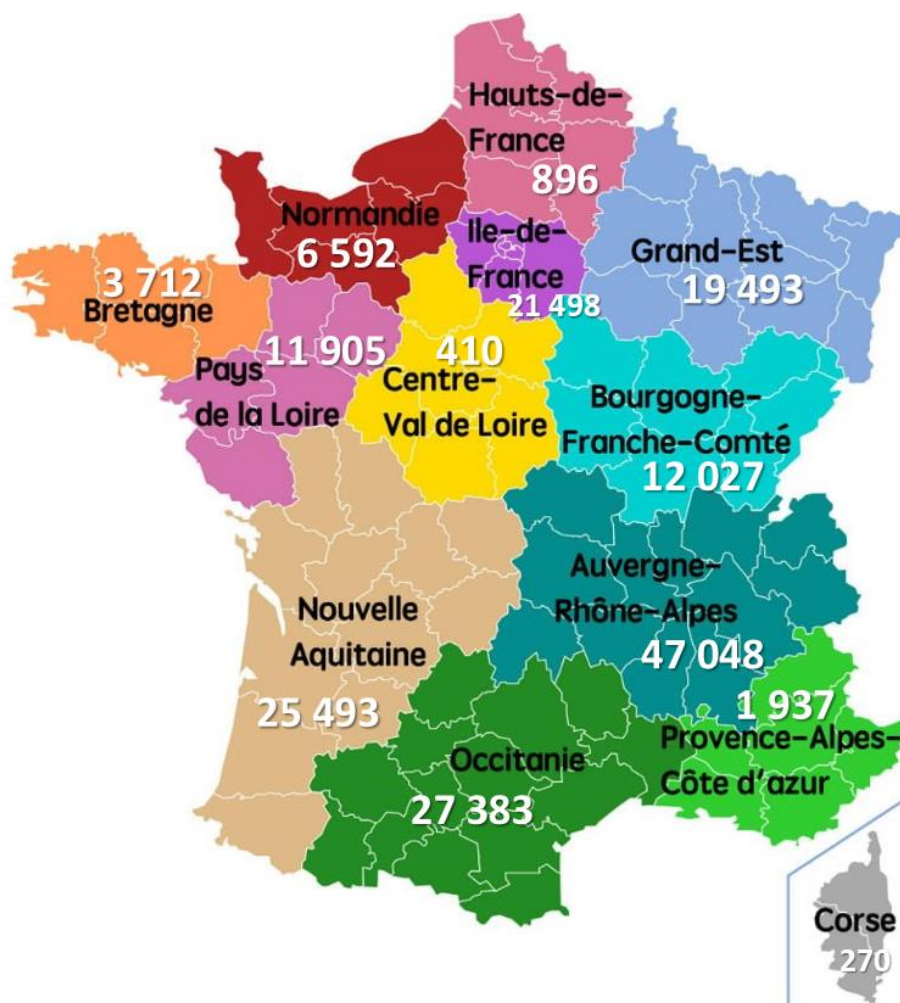 Hauts-de-
France
896
Normandie
6 592
Ile-de-
France
21 498
Grand-Est
19 493
3 712
Bretagne
11 905
Pays
de la Loire
410
Centre-
Val de Loire
Bourgogne-
Franche-Comté
12 027
Auvergne-
Rhône-Alpes
47 048
Nouvelle
Aquitaine
25 493
1 937
Provence-Alpes-
Côte d'azur
Occitanie
27 383
Corse
270